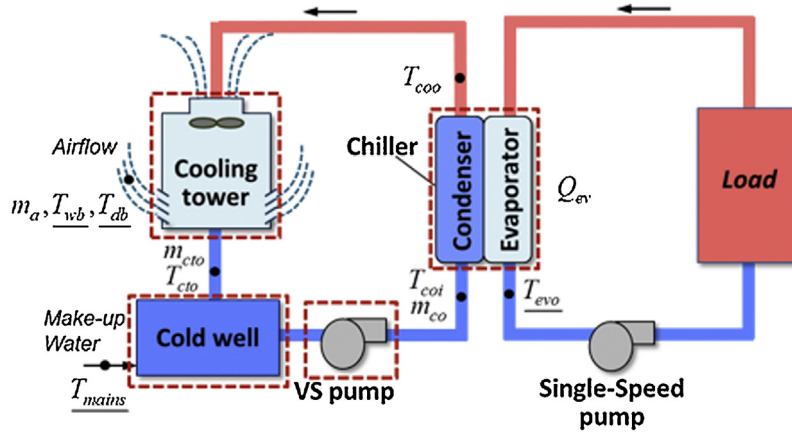 T_coo
Airflow
Cooling
tower
Chiller
Condenser
Evaporator
Q_ev
Load
m_a, T_wb, T_db
m_cto
T_cto
T_coi
m_co
T_evo
Make-up
Water
Cold well
T_mains
VS pump
Single-Speed
pump